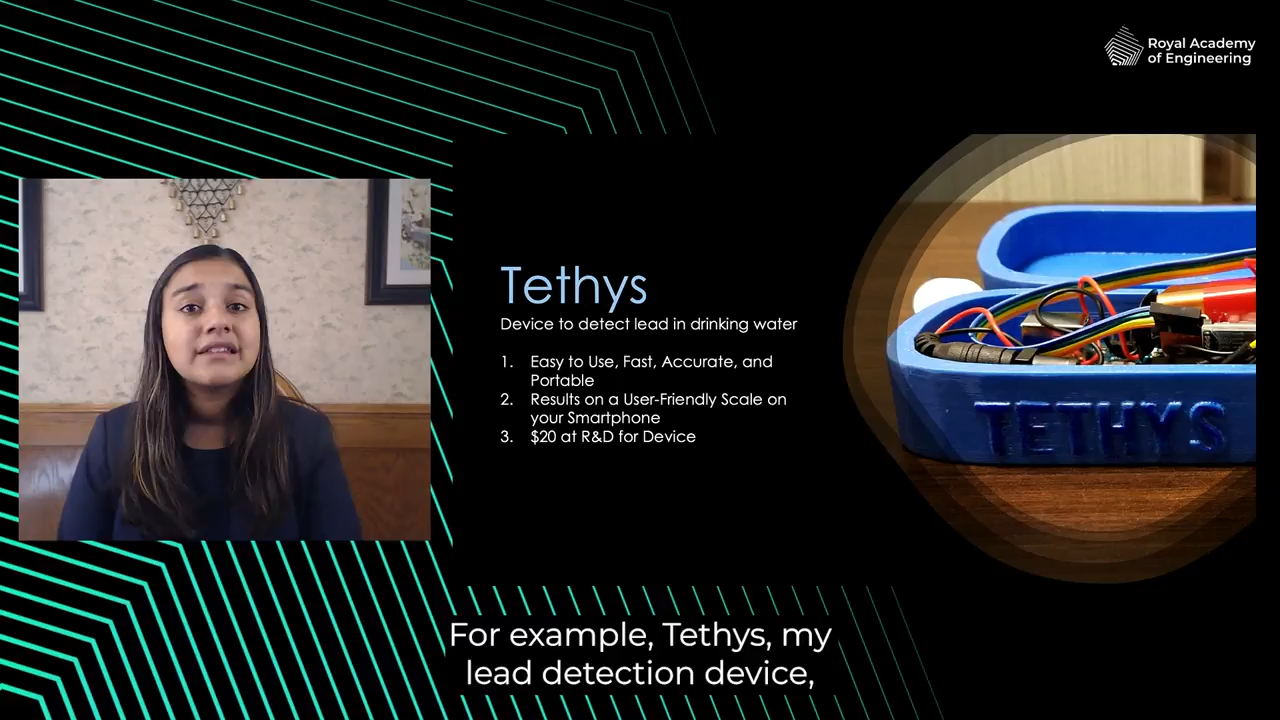 Royal Academy
of Engineering
Tethys
Device to detect lead in drinking water
1. Easy to Use, Fast, Accurate, and
Portable
2. Results on a User-Friendly Scale on
your Smartphone
3. $20 at R&D for Device
TETHYS
For example, Tethys, my
lead detection device,